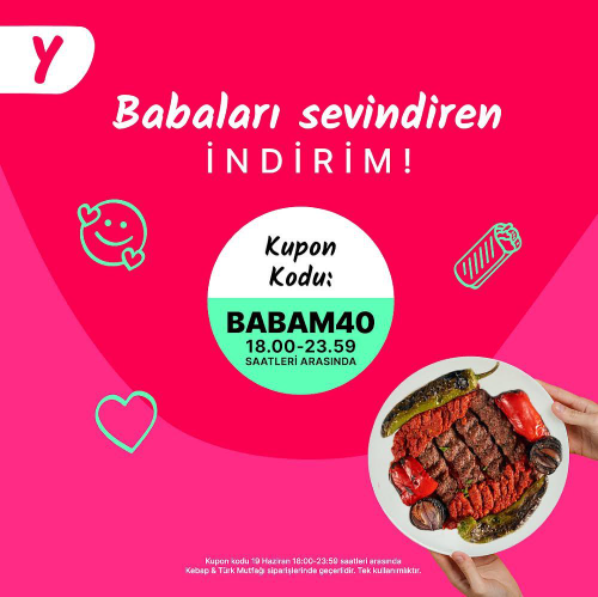 Y
Babaları sevindiren
İNDİRİM!
Kupon
Kodu:
BABAM40
18.00-23.59
SAATLERİ ARASINDA
Kupon kodu 19 Haziran 18:00-23:59 saatleri arasında
Kebap & Türk Mutfağı siparişlerinde geçerlidir. Tek kullanımlıktır.